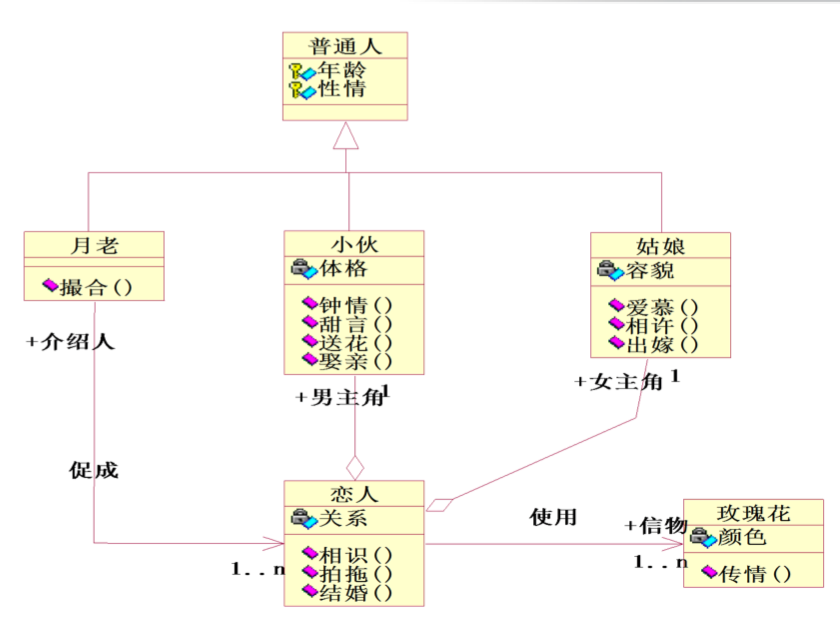 普通人
年龄
性情
月老
撮合()
小伙
体格
钟情()
甜言()
送花()
娶亲()
姑娘
容貌
爱慕()
相许()
出嫁()
+介绍人
+男主角
1
+女主角
1
促成
1..n
恋人
关系
相识()
拍拖()
结婚()
使用
+信物
1..n
玫瑰花
颜色
传情()